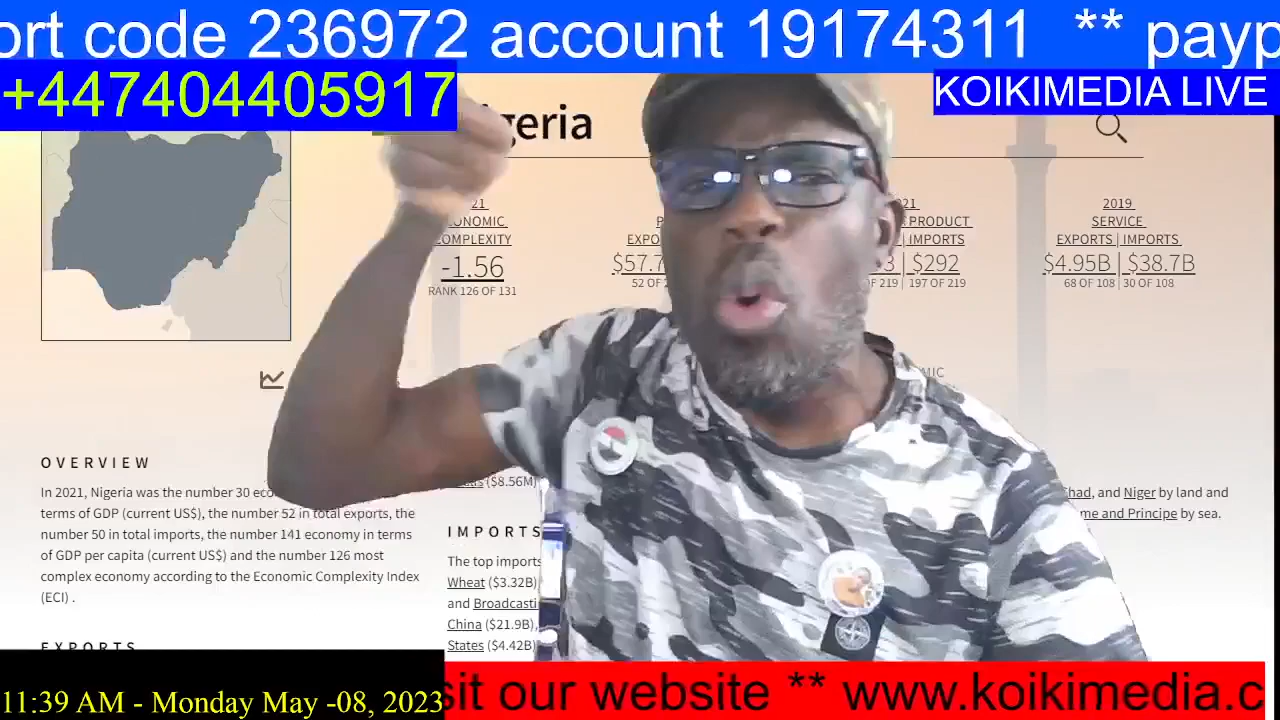 ort code 236972 account 19174311 ** payp
+447404405917
KOIKIMEDIA LIVE
geria
21
ONOMIC
COMPLEXITY
-1.56
RANK 126 OF 131
EXPO
$57.7
52 OF 2
PRODUCT
| IMPORTS
3 | $292
OF 219 | 197 OF 219
2019
SERVICE
EXPORTS | IMPORTS
$4.95B | $38.7B
68 OF 108 | 30 OF 108
MIC
OVERVIEW
In 2021, Nigeria was the number 30 eco
terms of GDP (current US$), the number 52 in total exports, the
number 50 in total imports, the number 141 economy in terms
of GDP per capita (current US$) and the number 126 most
complex economy according to the Economic Complexity Index
(ECI) .
EXPORTS
($8.56M)
IMPORTS
The top imports
Wheat ($3.32B)
and Broadcasti
China ($21.9B),
States ($4.42B)
Chad, and Niger by land and
me and Principe by sea.
11:39 AM - Monday May -08, 2023
sit our website ** www.koikimedia.c